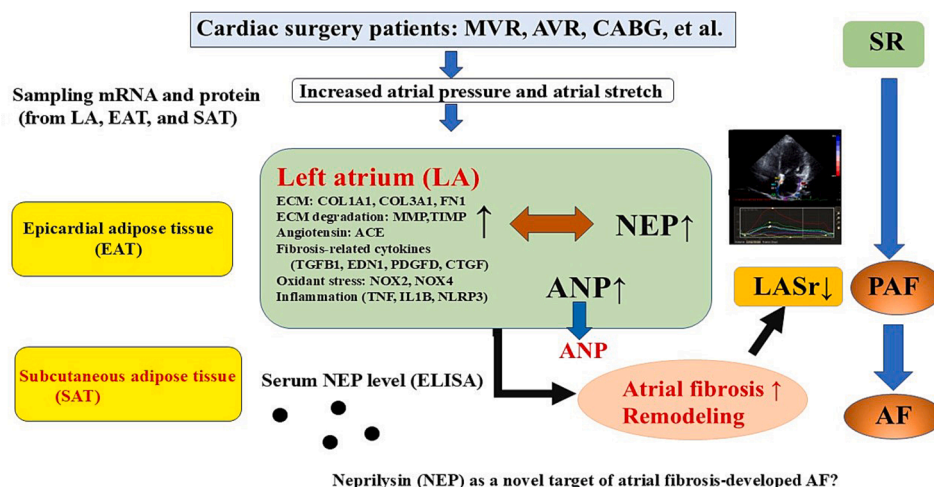 Cardiac surgery patients: MVR, AVR, CABG, et al.
SR
Increased atrial pressure and atrial stretch
Sampling mRNA and protein
(from LA, EAT, and SAT)
Left atrium (LA)
ECM: COL1A1, COL3A1, FN1
ECM degradation: MMP,TIMP
Angiotensin: ACE
Fibrosis-related cytokines
(TGFB1, EDN1, PDGFD, CTGF)
Oxidant stress: NOX2, NOX4
Inflammation (TNF, IL1B, NLRP3)
↑
NEP↑
ANP↑
ANP
Epicardial adipose tissue
(EAT)
LASr↓
PAF
Subcutaneous adipose tissue
(SAT)
Serum NEP level (ELISA)
Atrial fibrosis ↑
Remodeling
AF
Neprilysin (NEP) as a novel target of atrial fibrosis-developed AF?